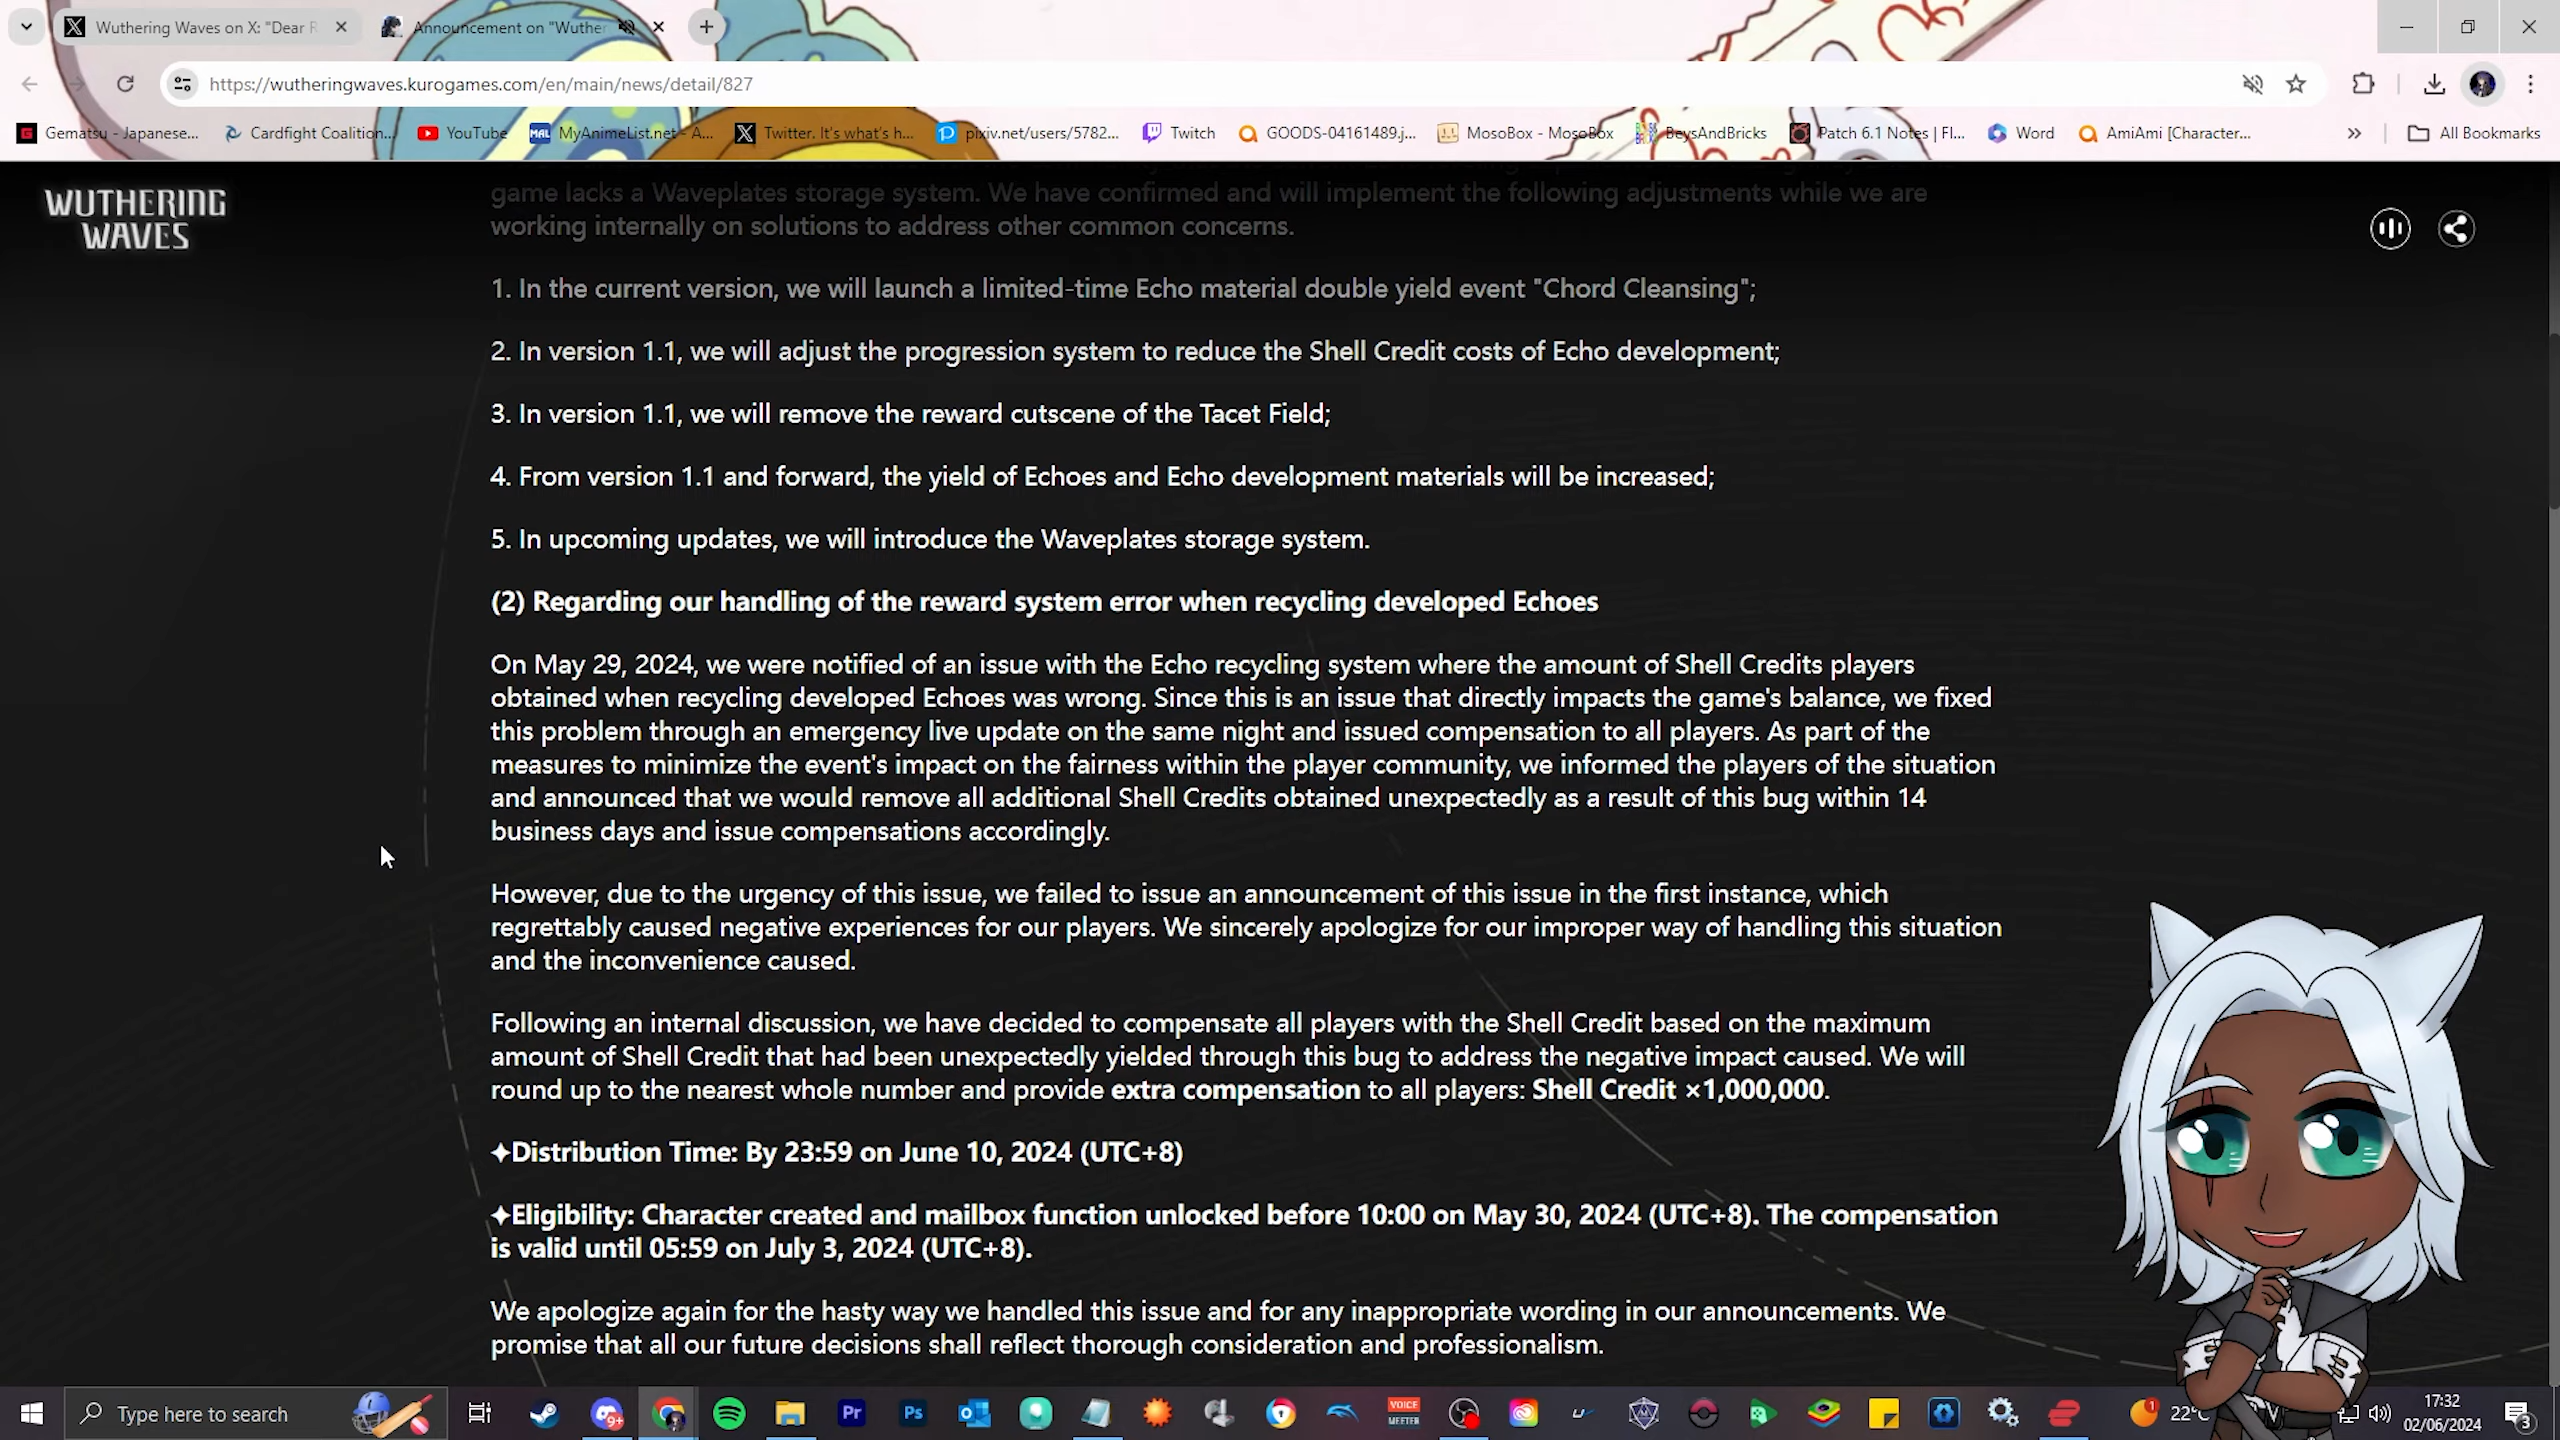 Wuthering Waves on X: "Dear R
Announcement on "Wuthe
https://wutheringwaves.kurogames.com/en/main/news/detail/827
Gematsu - Japanese...
Cardfight Coalition...
YouTube
MyAnimeList.net - A...
Twitter. It's what's h...
pixiv.net/users/5782...
Twitch
GOODS-04161489.j...
MosoBox - MosoBox
BeysAndBricks
Patch 6.1 Notes | Fl...
Word
AmiAmi [Character...
All Bookmarks
WUTHERING
WAVES
game lacks a Waveplates storage system. We have confirmed and will implement the following adjustments while we are
working internally on solutions to address other common concerns.
1. In the current version, we will launch a limited-time Echo material double yield event "Chord Cleansing";
2. In version 1.1, we will adjust the progression system to reduce the Shell Credit costs of Echo development;
3. In version 1.1, we will remove the reward cutscene of the Tacet Field;
4. From version 1.1 and forward, the yield of Echoes and Echo development materials will be increased;
5. In upcoming updates, we will introduce the Waveplates storage system.
(2) Regarding our handling of the reward system error when recycling developed Echoes
On May 29, 2024, we were notified of an issue with the Echo recycling system where the amount of Shell Credits players
obtained when recycling developed Echoes was wrong. Since this is an issue that directly impacts the game's balance, we fixed
this problem through an emergency live update on the same night and issued compensation to all players. As part of the
measures to minimize the event's impact on the fairness within the player community, we informed the players of the situation
and announced that we would remove all additional Shell Credits obtained unexpectedly as a result of this bug within 14
business days and issue compensations accordingly.
However, due to the urgency of this issue, we failed to issue an announcement of this issue in the first instance, which
regrettably caused negative experiences for our players. We sincerely apologize for our improper way of handling this situation
and the inconvenience caused.
Following an internal discussion, we have decided to compensate all players with the Shell Credit based on the maximum
amount of Shell Credit that had been unexpectedly yielded through this bug to address the negative impact caused. We will
round up to the nearest whole number and provide extra compensation to all players: Shell Credit ×1,000,000.
✦Distribution Time: By 23:59 on June 10, 2024 (UTC+8)
✦Eligibility: Character created and mailbox function unlocked before 10:00 on May 30, 2024 (UTC+8). The compensation
is valid until 05:59 on July 3, 2024 (UTC+8).
We apologize again for the hasty way we handled this issue and for any inappropriate wording in our announcements. We
promise that all our future decisions shall reflect thorough consideration and professionalism.
Type here to search
9+
Pr
Ps
VOICE
MEETER
1
22°C
17:32
02/06/2024
3